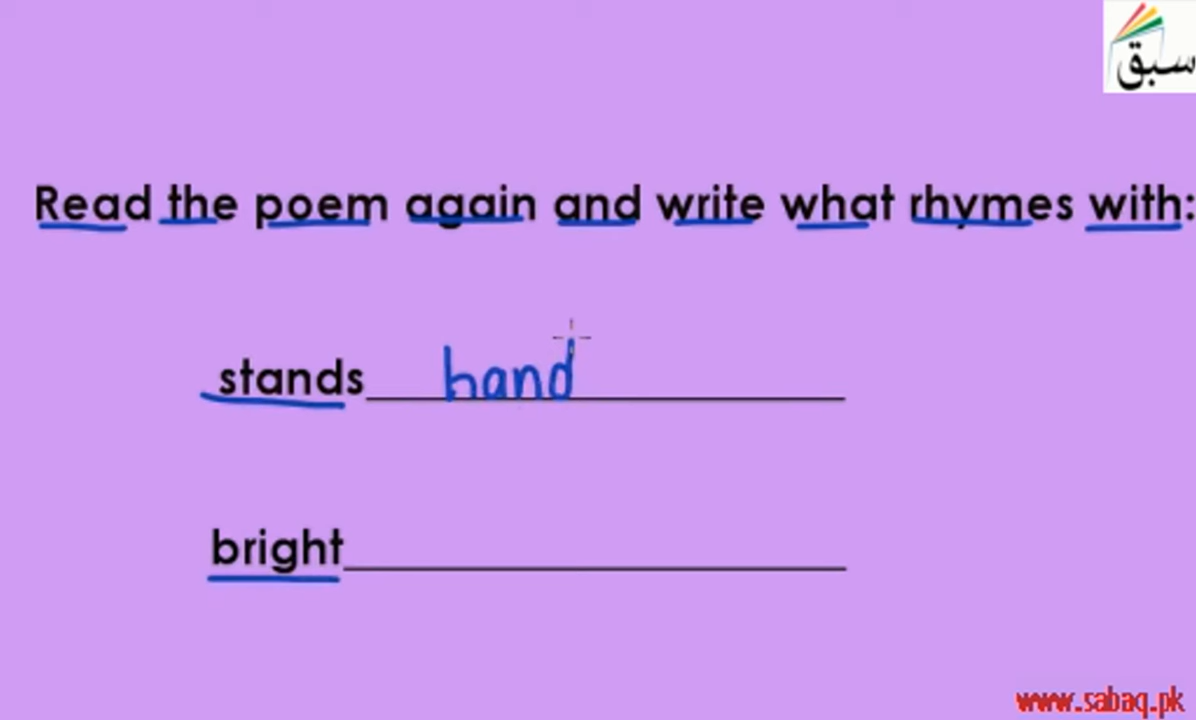 سبق
Read the poem again and write what rhymes with:
stands hand
bright
www.sabaq.pk